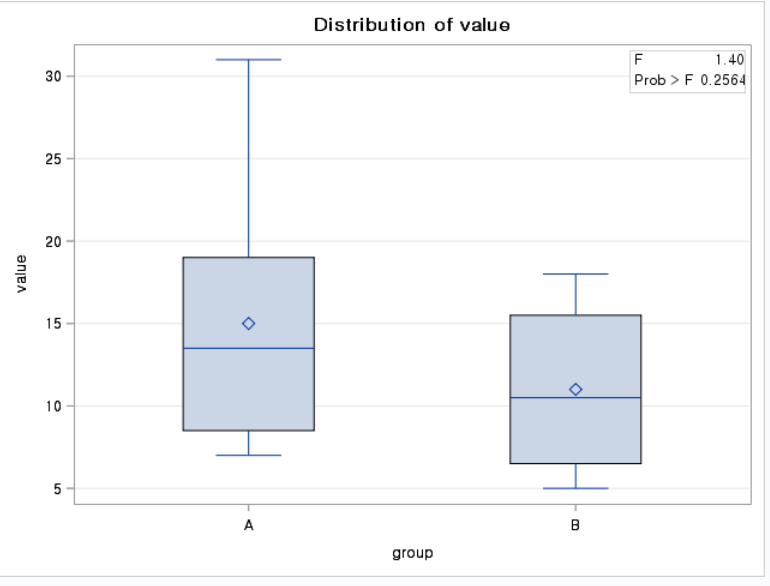 Distribution of value
F 1.40
Prob > F 0.2564
30
25
20
15
10
5
value
A B
group